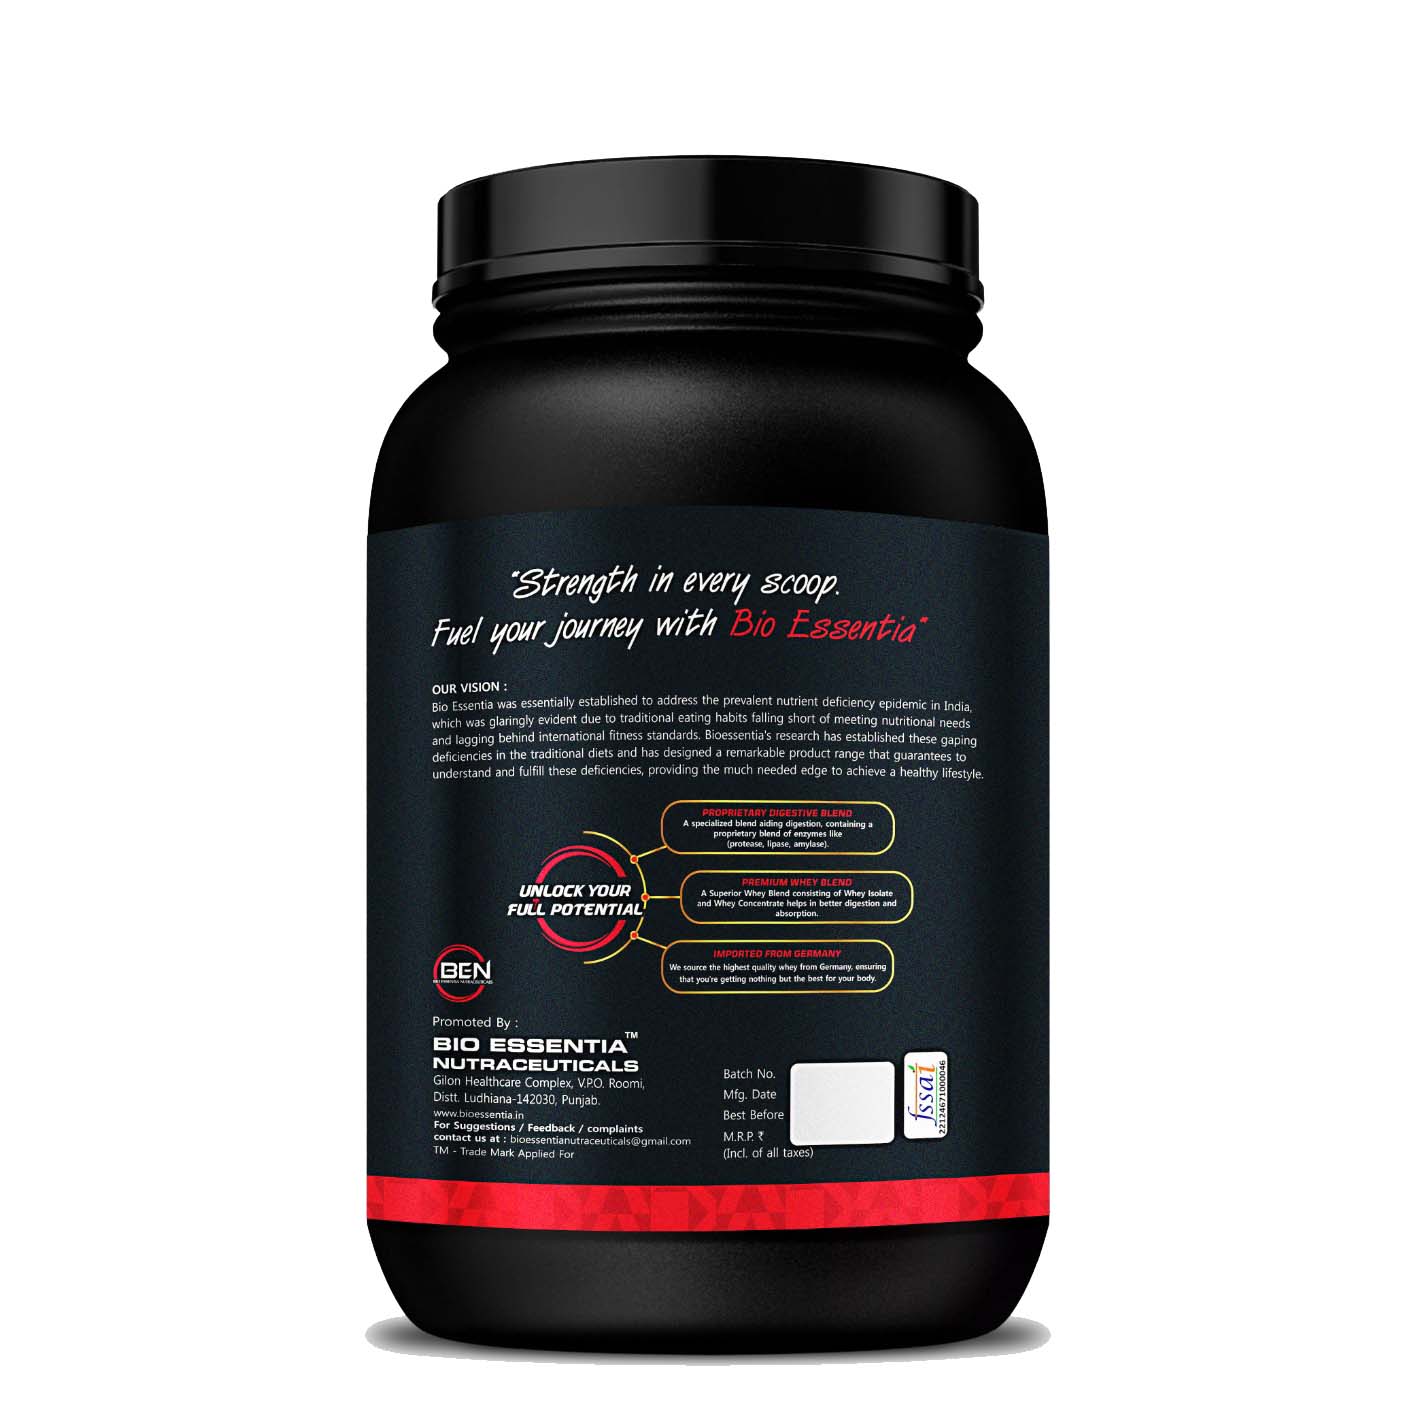 "Strength in every scoop.
Fuel your journey with Bio Essentia"
OUR VISION :
Bio Essentia was essentially established to address the prevalent nutrient deficiency epidemic in India,
which was glaringly evident due to traditional eating habits falling short of meeting nutritional needs
and lagging behind international fitness standards. Bioessentia's research has established these gaping
deficiencies in the traditional diets and has designed a remarkable product range that guarantees to
understand and fulfill these deficiencies, providing the much needed edge to achieve a healthy lifestyle.
UNLOCK YOUR
FULL POTENTIAL
PROPRIETARY DIGESTIVE BLEND
A specialized blend aiding digestion, containing a
proprietary blend of enzymes like
(protease, lipase, amylase).
PREMIUM WHEY BLEND
A Superior Whey Blend consisting of Whey Isolate
and Whey Concentrate helps in better digestion and
absorption.
IMPORTED FROM GERMANY
We source the highest quality whey from Germany, ensuring
that you're getting nothing but the best for your body.
BEN
BIO ESSENTIA NUTRACEUTICALS
Promoted By :
BIO ESSENTIA™
NUTRACEUTICALS
Gilon Healthcare Complex, V.P.O. Roomi,
Distt. Ludhiana-142030, Punjab.
www.bioessentia.in
For Suggestions / Feedback / complaints
contact us at : bioessentianutraceuticals@gmail.com
TM - Trade Mark Applied For
Batch No.
Mfg. Date
Best Before
M.R.P. ₹
(Incl. of all taxes)
fssai
22124671000046